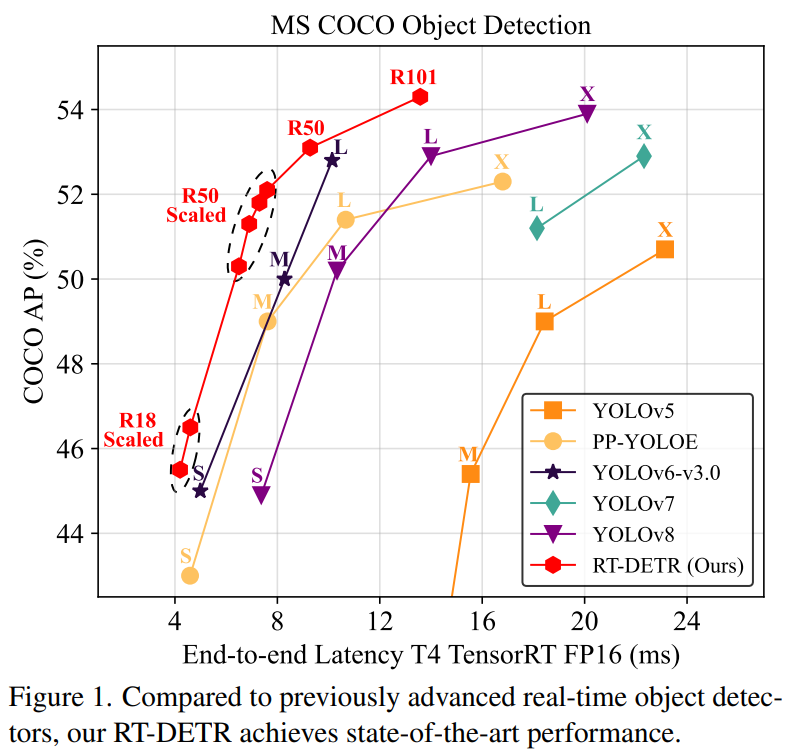 MS COCO Object Detection
COCO AP (%)
54
52
50
48
46
44
R101
R50
R50
Scaled
R18
Scaled
L
M
S
L
X
M
S
L
X
M
S
L
X
X
L
M
YOLOv5
PP-YOLOE
YOLOv6-v3.0
YOLOv7
YOLOv8
RT-DETR (Ours)
4 8 12 16 20 24
End-to-end Latency T4 TensorRT FP16 (ms)
Figure 1. Compared to previously advanced real-time object detec-
tors, our RT-DETR achieves state-of-the-art performance.